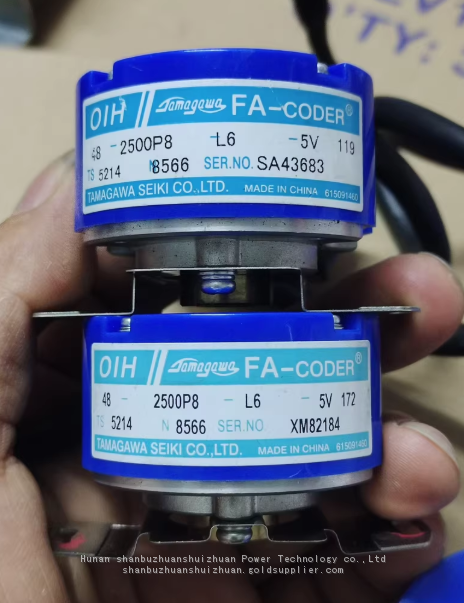 OIH Tamagawa FA-CODER®
48 - 2500P8 - L6 - 5V 119
TS 5214 N 8566 SER.NO. SA43683
TAMAGAWA SEIKI CO.,LTD. MADE IN CHINA 615091460
OIH Tamagawa FA-CODER®
48 - 2500P8 - L6 - 5V 172
TS 5214 N 8566 SER.NO. XM82184
TAMAGAWA SEIKI CO.,LTD. MADE IN CHINA 615091460
Hunan shanbuzhuanshuizhuan Power Technology co.,Ltd
shanbuzhuanshuizhuan.goldsupplier.com